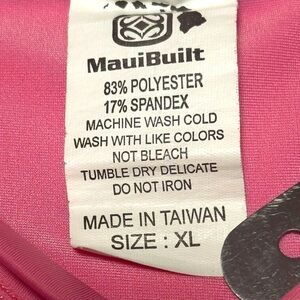 MauiBuilt
83% POLYESTER
17% SPANDEX
MACHINE WASH COLD
WASH WITH LIKE COLORS
NOT BLEACH
TUMBLE DRY DELICATE
DO NOT IRON
MADE IN TAIWAN
SIZE : XL